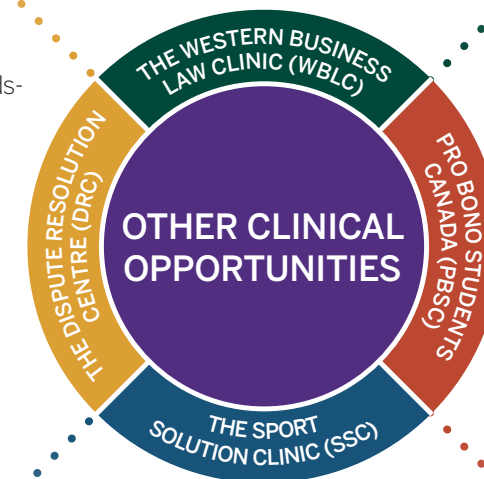 ds-
THE WESTERN BUSINESS
LAW CLINIC (WBLC)
THE DISPUTE RESOLUTION
CENTRE (DRC)
OTHER CLINICAL
OPPORTUNITIES
PRO BONO STUDENTS
CANADA (PBSC)
THE SPORT
SOLUTION CLINIC (SSC)